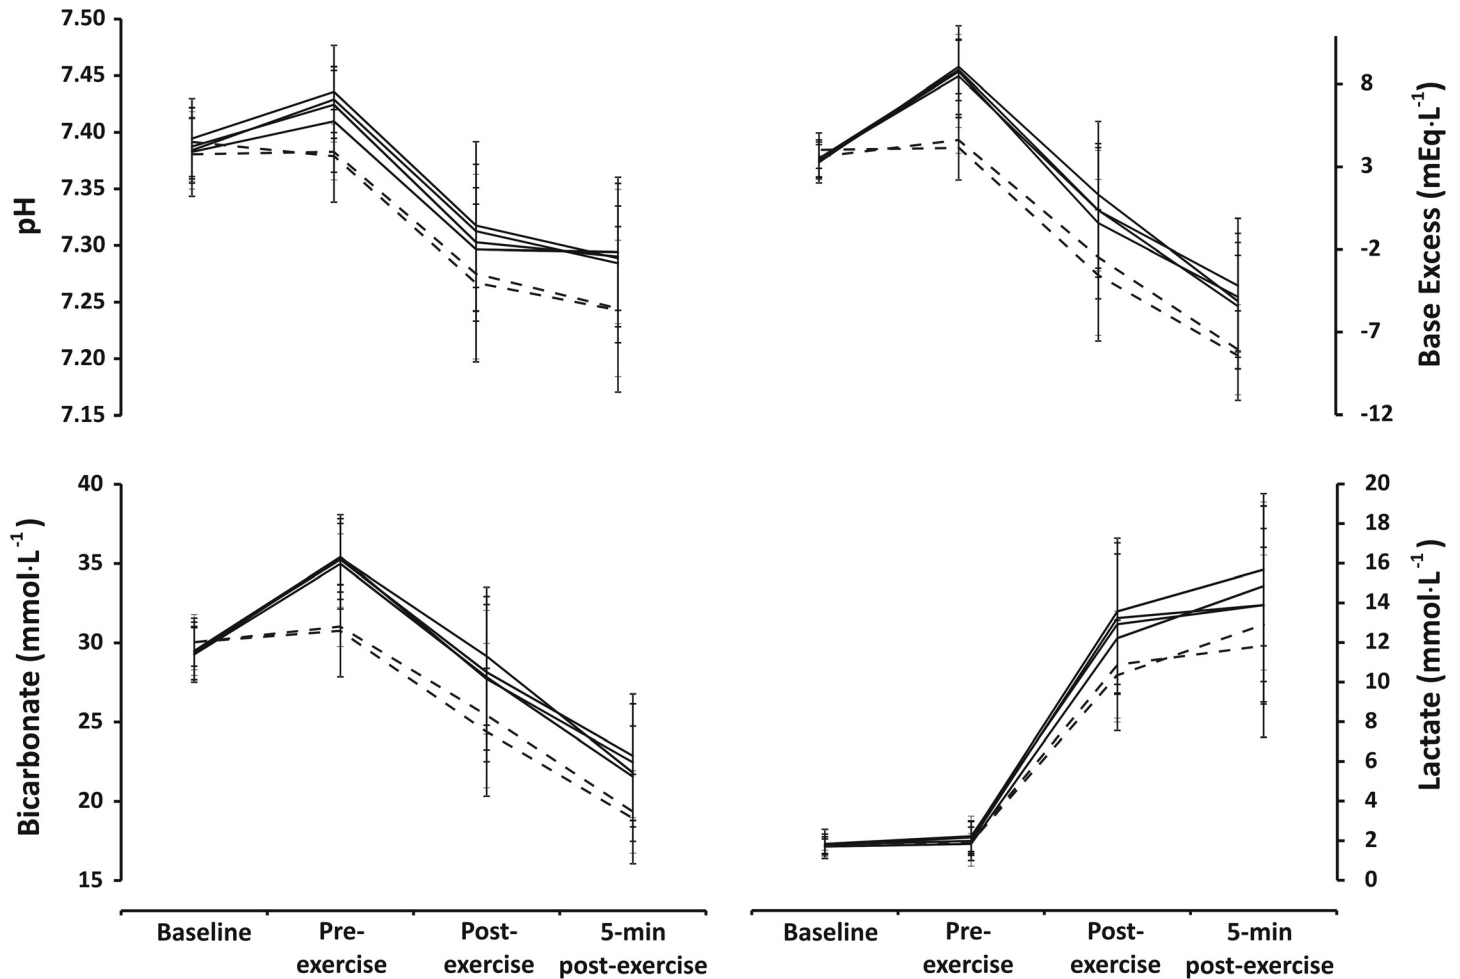 7.50
7.45
7.40
7.35
7.30
7.25
7.20
7.15
pH
8
3
-2
-7
-12
Base Excess (mEq·L⁻¹)
40
35
30
25
20
15
Bicarbonate (mmol·L⁻¹)
20
18
16
14
12
10
8
6
4
2
0
Lactate (mmol·L⁻¹)
Baseline
Pre-
exercise
Post-
exercise
5-min
post-exercise
Baseline
Pre-
exercise
Post-
exercise
5-min
post-exercise